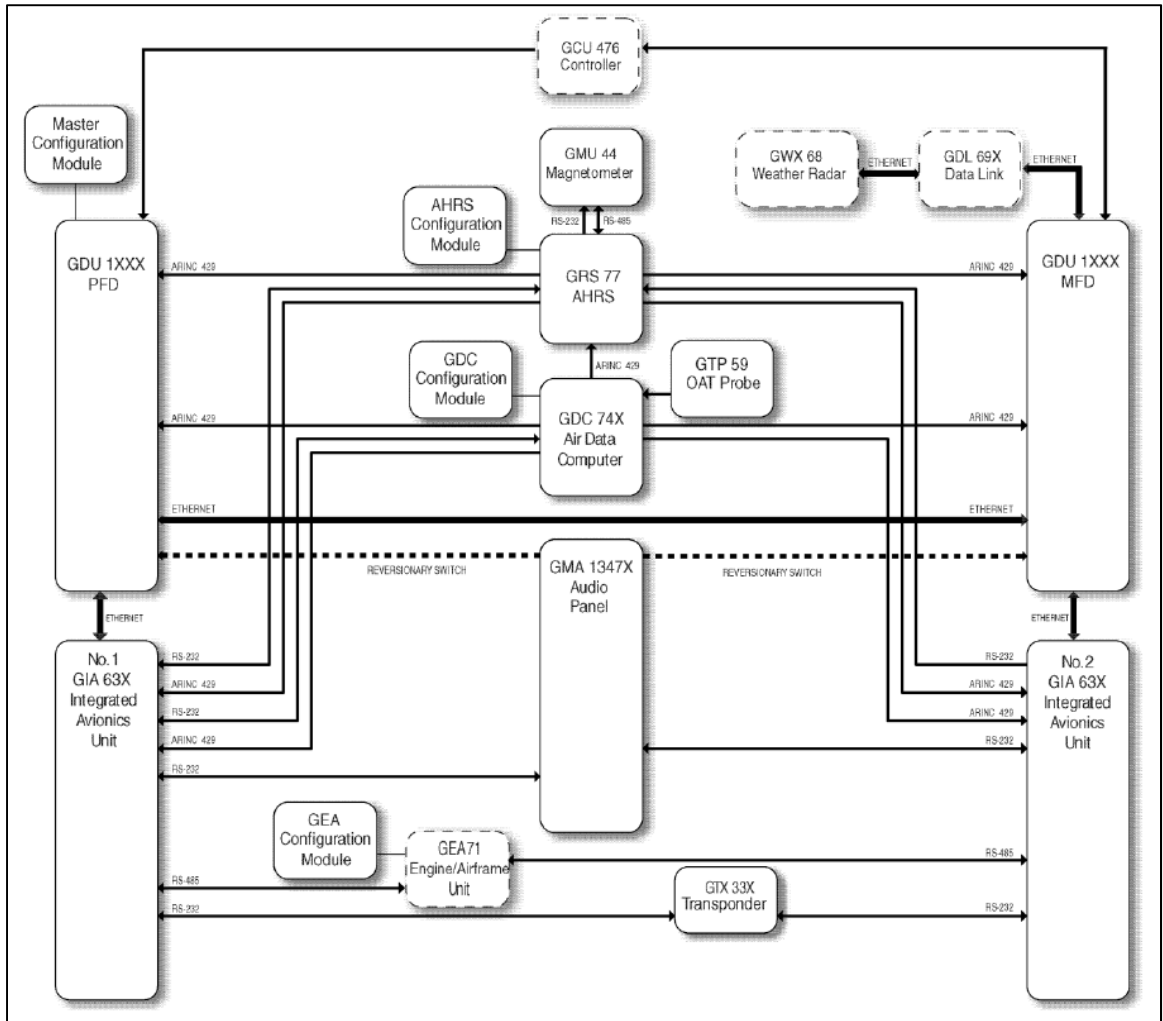 GCU 476
Controller
Master
Configuration
Module
GMU 44
Magnetometer
GWX 68
Weather Radar
ETHERNET
GDL 69X
Data Link
ETHERNET
AHRS
Configuration
Module
RS-232
RS-485
GDU 1XXX
PFD
ARINC 429
GRS 77
AHRS
ARINC 429
GDU 1XXX
MFD
GDC
Configuration
Module
ARINC 429
GTP 59
OAT Probe
ARINC 429
GDC 74X
Air Data
Computer
ARINC 429
ETHERNET
ETHERNET
REVERSIONARY SWITCH
GMA 1347X
Audio
Panel
REVERSIONARY SWITCH
ETHERNET
ETHERNET
No.1
GIA 63X
Integrated
Avionics
Unit
RS-232
ARINC 429
RS-232
ARINC 429
RS-232
RS-232
ARINC 429
ARINC 429
RS-232
No.2
GIA 63X
Integrated
Avionics
Unit
GEA
Configuration
Module
GEA71
Engine/Airframe
Unit
RS-485
RS-485
RS-232
GTX 33X
Transponder
RS-232